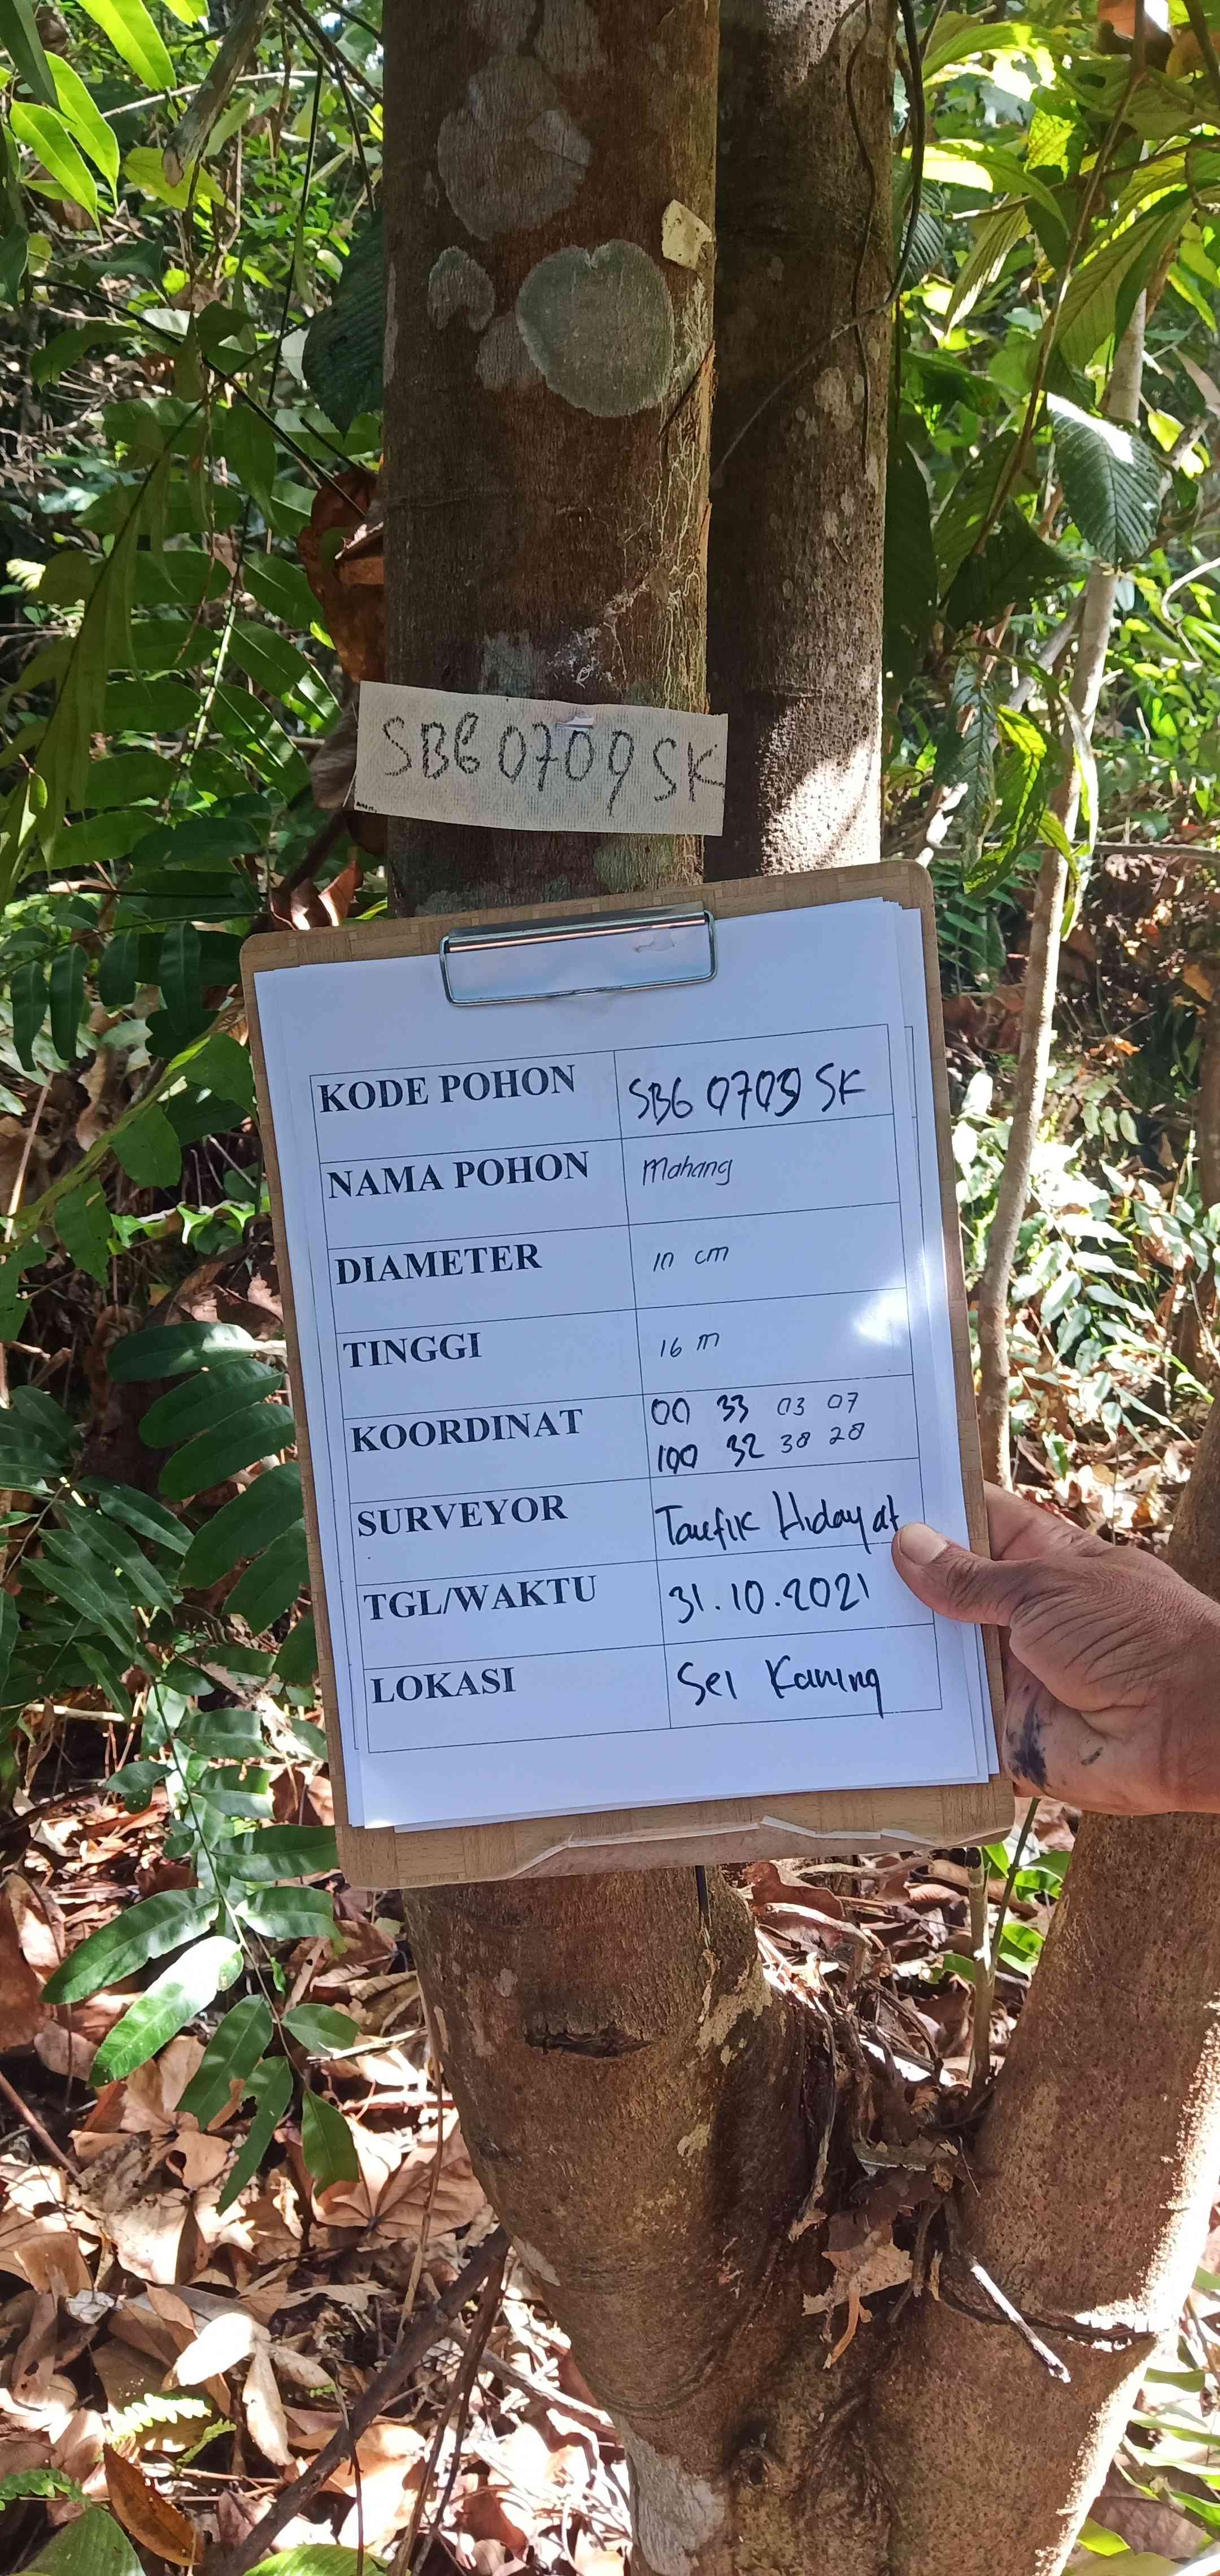 SBG 0709 SK
KODE POHON SBG 0709 SK
NAMA POHON Mahang
DIAMETER 10 cm
TINGGI 16 m
KOORDINAT 00 33 03 07
100 32 38 28
SURVEYOR Taufik Hidayat
TGL/WAKTU 31.10.2021
LOKASI Sei Kaning